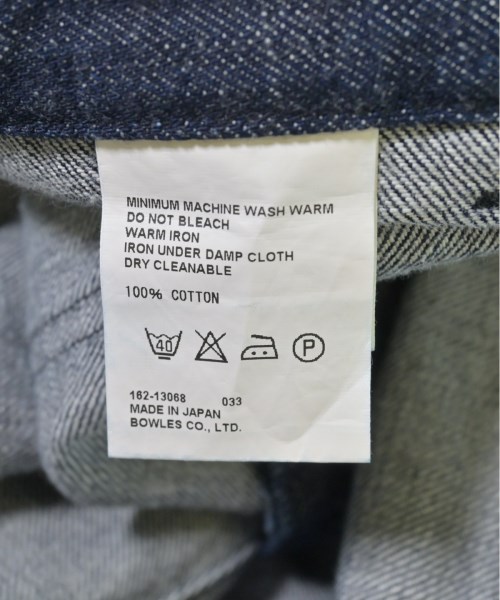 MINIMUM MACHINE WASH WARM
DO NOT BLEACH
WARM IRON
IRON UNDER DAMP CLOTH
DRY CLEANABLE
100% COTTON
40 P
162-13068 033
MADE IN JAPAN
BOWLES CO., LTD.